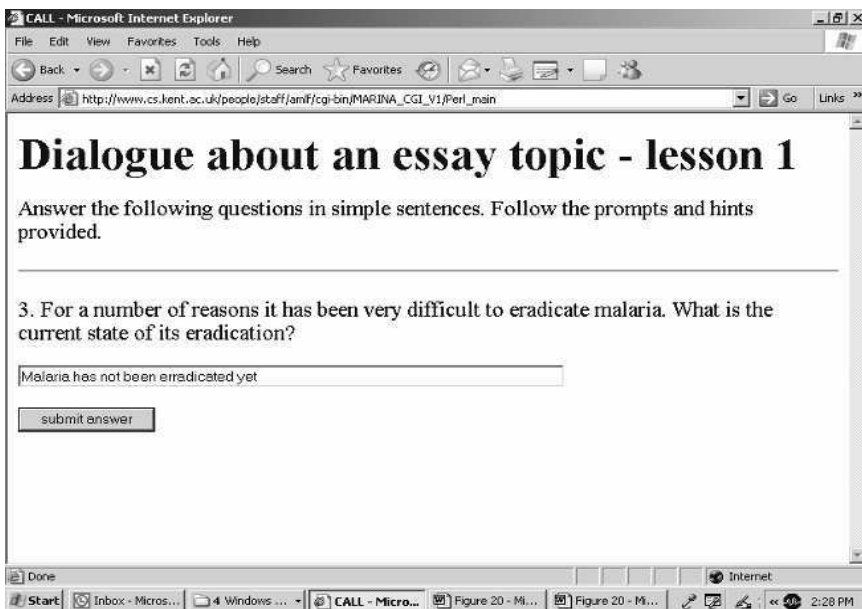 CALL - Microsoft Internet Explorer
File Edit View Favorites Tools Help
Back Search Favorites
Address http://www.cs.kent.ac.uk/people/staff/amlf/cgi-bin/MARINA_CGI_V1/Perl_main Go Links »
Dialogue about an essay topic - lesson 1
Answer the following questions in simple sentences. Follow the prompts and hints
provided.
3. For a number of reasons it has been very difficult to eradicate malaria. What is the
current state of its eradication?
Malaria has not been erradicated yet
submit answer
Done Internet
Start Inbox - Micros... 4 Windows ... CALL - Micro... Figure 20 - Mi... Figure 20 - Mi... « 2:28 PM